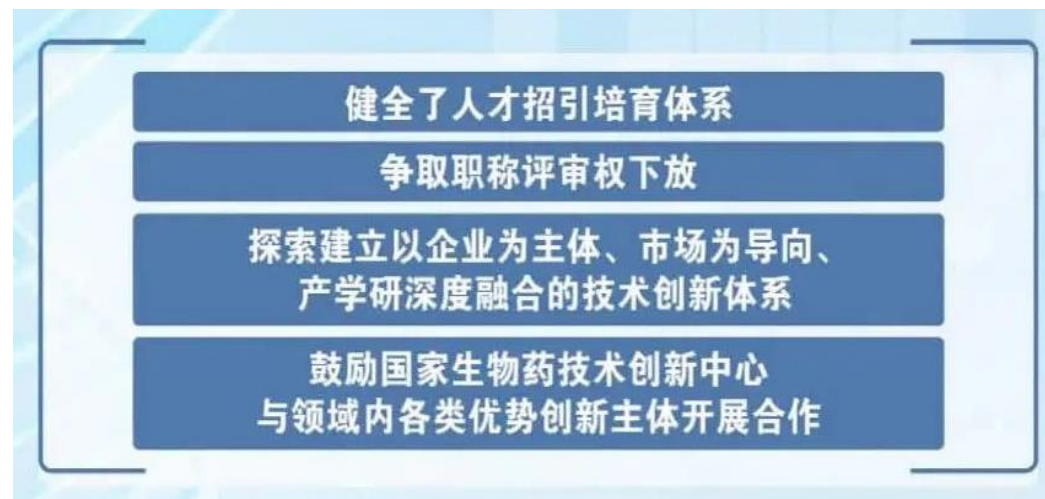 健全了人才招引培育体系
争取职称评审权下放
探索建立以企业为主体、市场为导向、
产学研深度融合的技术创新体系
鼓励国家生物药技术创新中心
与领域内各类优势创新主体开展合作